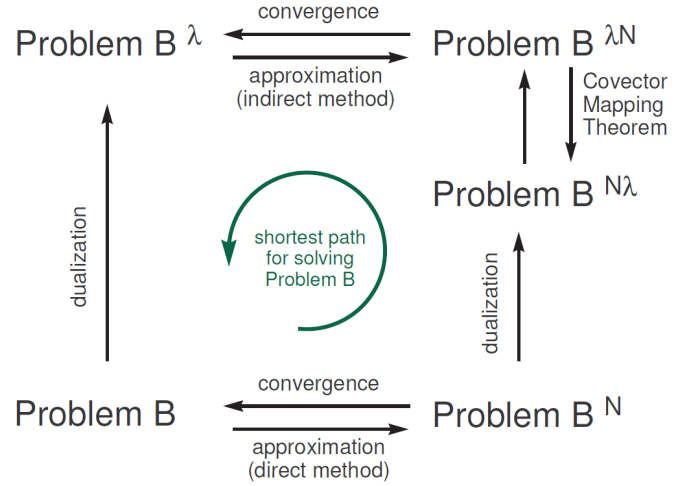 convergence
Problem B λ
Problem B λN
approximation
(indirect method)
Covector
Mapping
Theorem
Problem B Nλ
dualization
shortest path
for solving
Problem B
dualization
convergence
Problem B
Problem B N
approximation
(direct method)